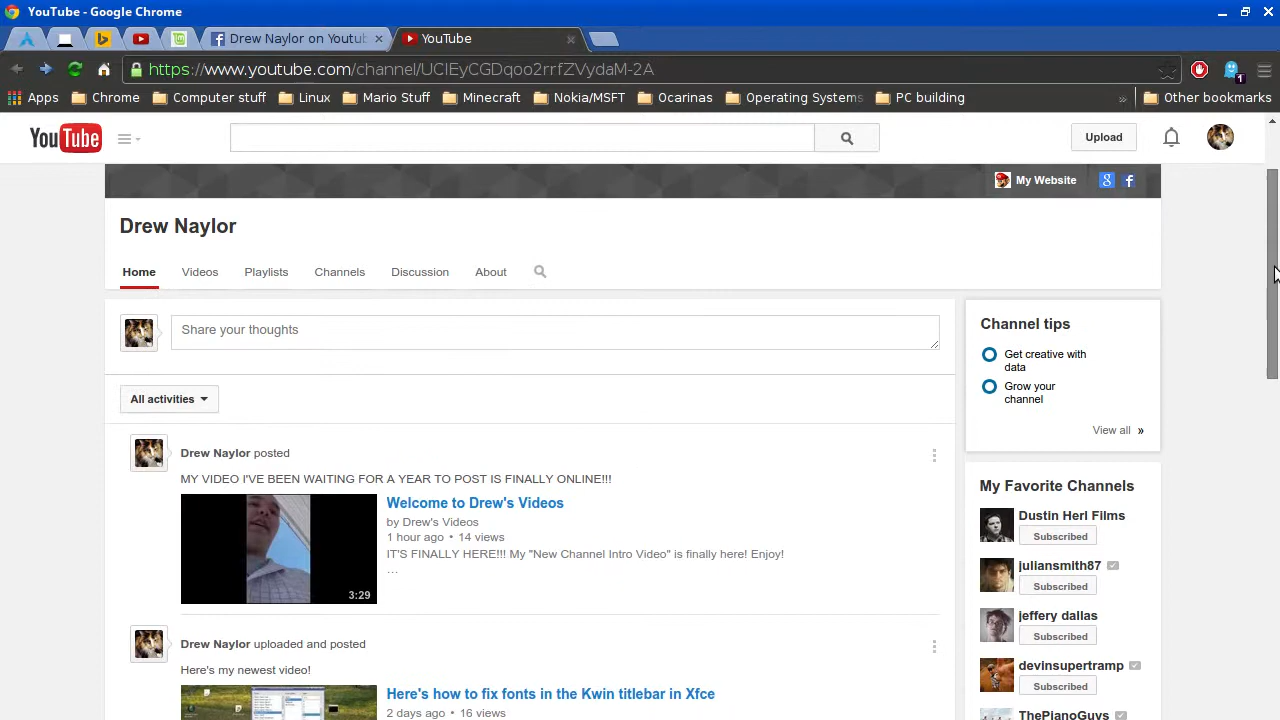 YouTube - Google Chrome
Drew Naylor on Youtub
YouTube
https://www.youtube.com/channel/UCIEyCGDqoo2rrfZVydaM-2A
1
Apps Chrome Computer stuff Linux Mario Stuff Minecraft Nokia/MSFT Ocarinas Operating Systems PC building » Other bookmarks
YouTube
Upload
My Website
Drew Naylor
Home Videos Playlists Channels Discussion About
Share your thoughts
All activities
Drew Naylor posted
MY VIDEO I'VE BEEN WAITING FOR A YEAR TO POST IS FINALLY ONLINE!!!
3:29
Welcome to Drew's Videos
by Drew's Videos
1 hour ago • 14 views
IT'S FINALLY HERE!!! My "New Channel Intro Video" is finally here! Enjoy!
...
Drew Naylor uploaded and posted
Here's my newest video!
Here's how to fix fonts in the Kwin titlebar in Xfce
2 days ago • 16 views
Channel tips
Get creative with
data
Grow your
channel
View all »
My Favorite Channels
Dustin Herl Films
Subscribed
juliansmith87
Subscribed
jeffery dallas
Subscribed
devinsupertramp
Subscribed
ThePianoGuys